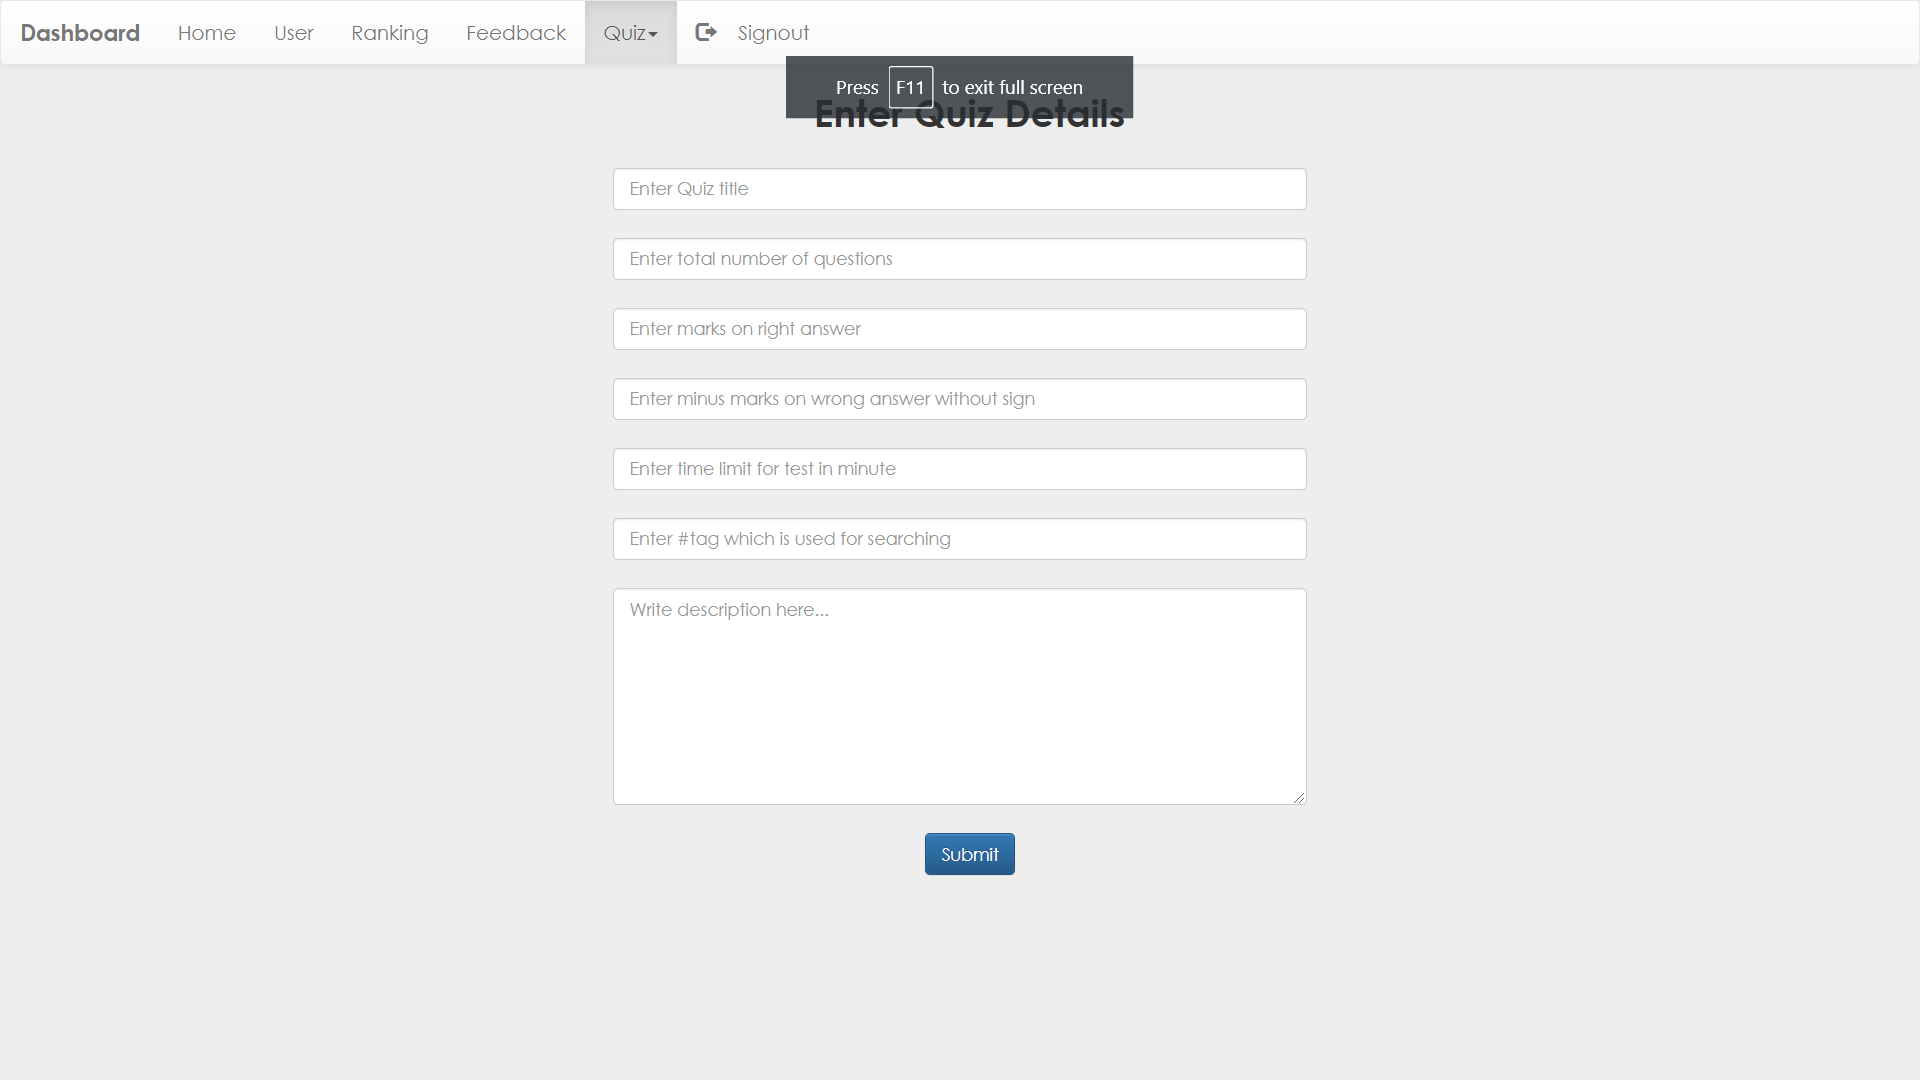 Dashboard Home User Ranking Feedback Quiz Signout
Press F11 to exit full screen
Enter Quiz Details
Enter Quiz title
Enter total number of questions
Enter marks on right answer
Enter minus marks on wrong answer without sign
Enter time limit for test in minute
Enter #tag which is used for searching
Write description here...
Submit